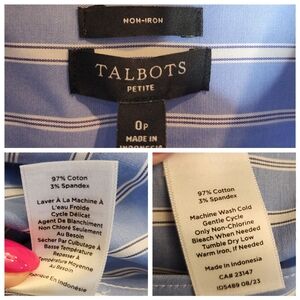 NON-IRON
TALBOTS
PETITE
0P
MADE IN
INDONESIA
97% Cotton
3% Spandex
Laver À La Machine À
L'eau Froide
Cycle Délicat
Agent De Blanchiment
Non Chloré Seulement
Au Besoin
Sécher Par Culbutage À
Basse Température
Repasser À
Température Moyenne
Au Besoin
Fabriqué En Indonésie
97% Cotton
3% Spandex
Machine Wash Cold
Gentle Cycle
Only Non-Chlorine
Bleach When Needed
Tumble Dry Low
Warm Iron, If Needed
Made in Indonesia
CA# 23147
ID5489 08/23